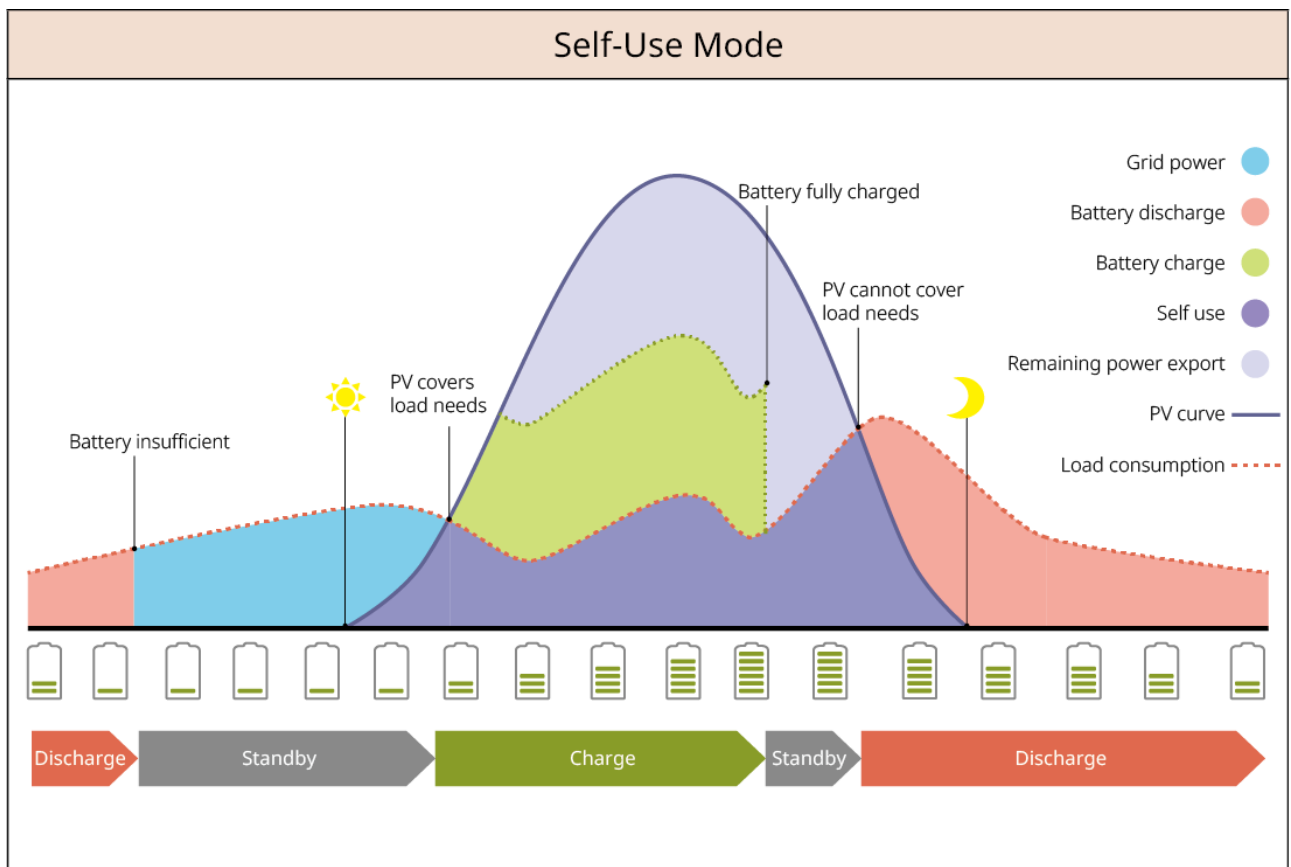 Self-Use Mode
Grid power
Battery discharge
Battery charge
Self use
Remaining power export
PV curve
Load consumption
Battery fully charged
PV cannot cover
load needs
PV covers
load needs
Battery insufficient
Discharge
Standby
Charge
Standby
Discharge